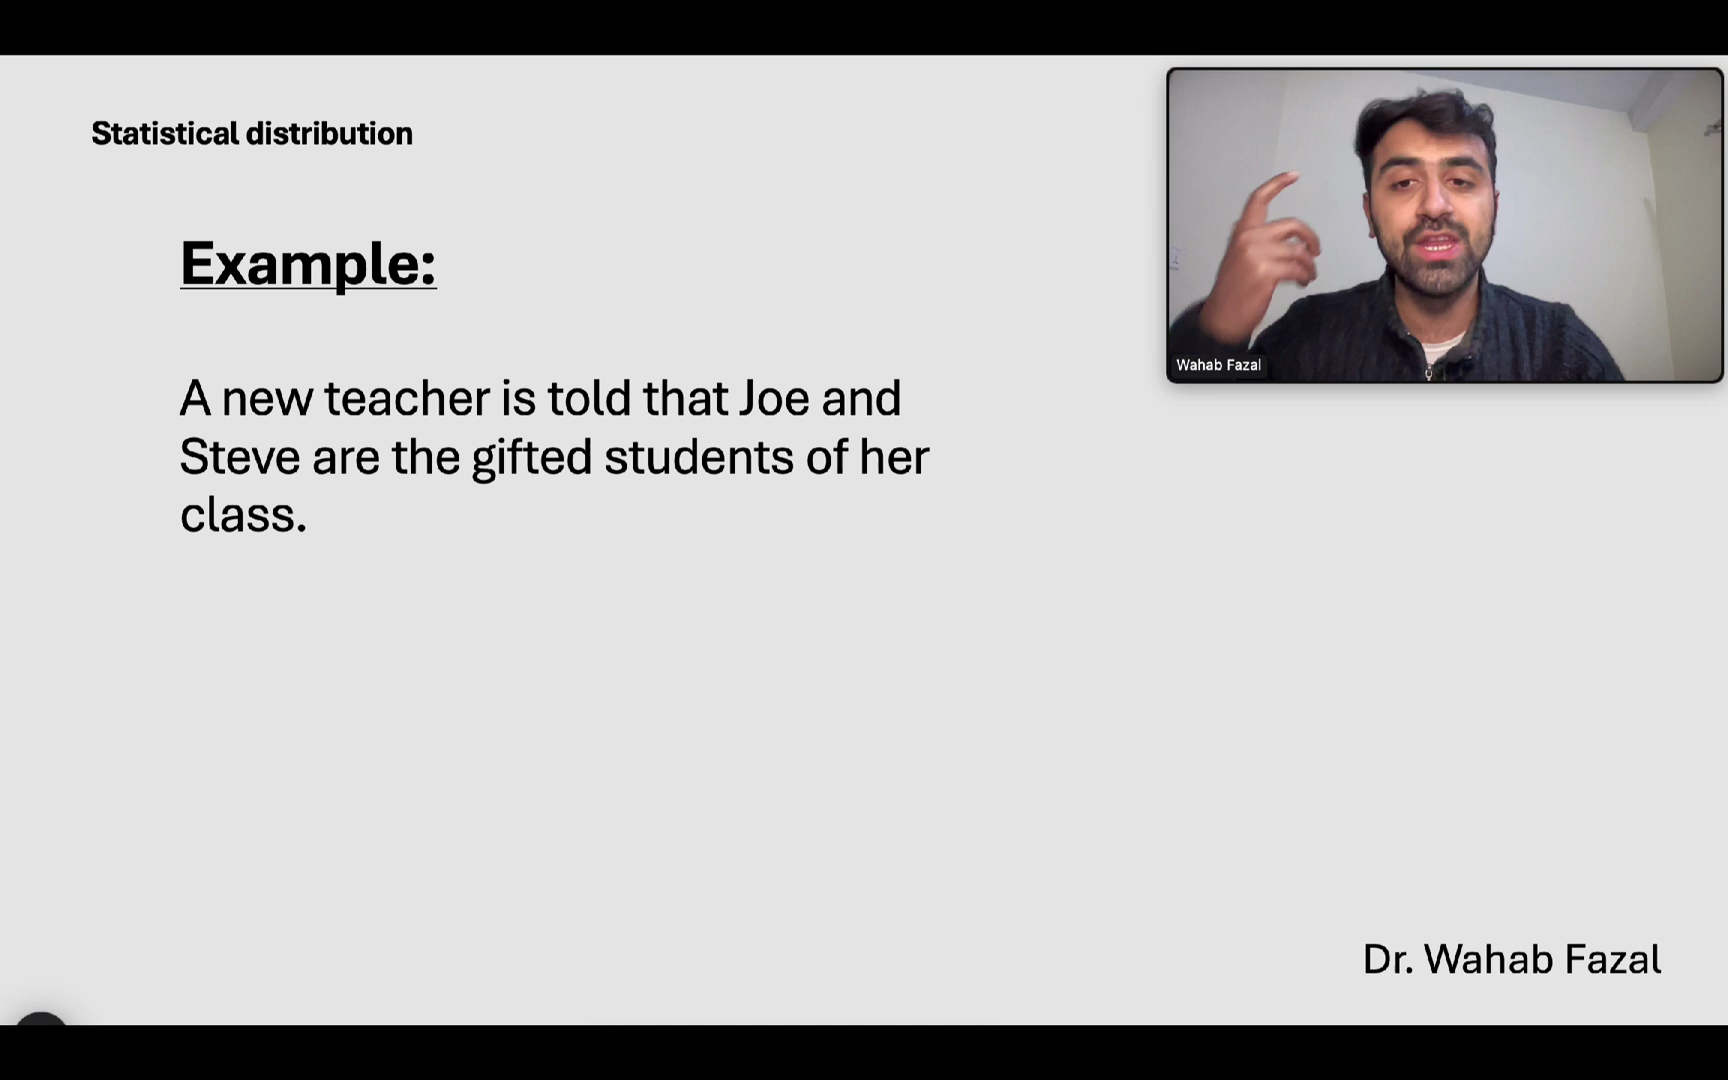 Statistical distribution
Example:
A new teacher is told that Joe and
Steve are the gifted students of her
class.
Wahab Fazal
Dr. Wahab Fazal